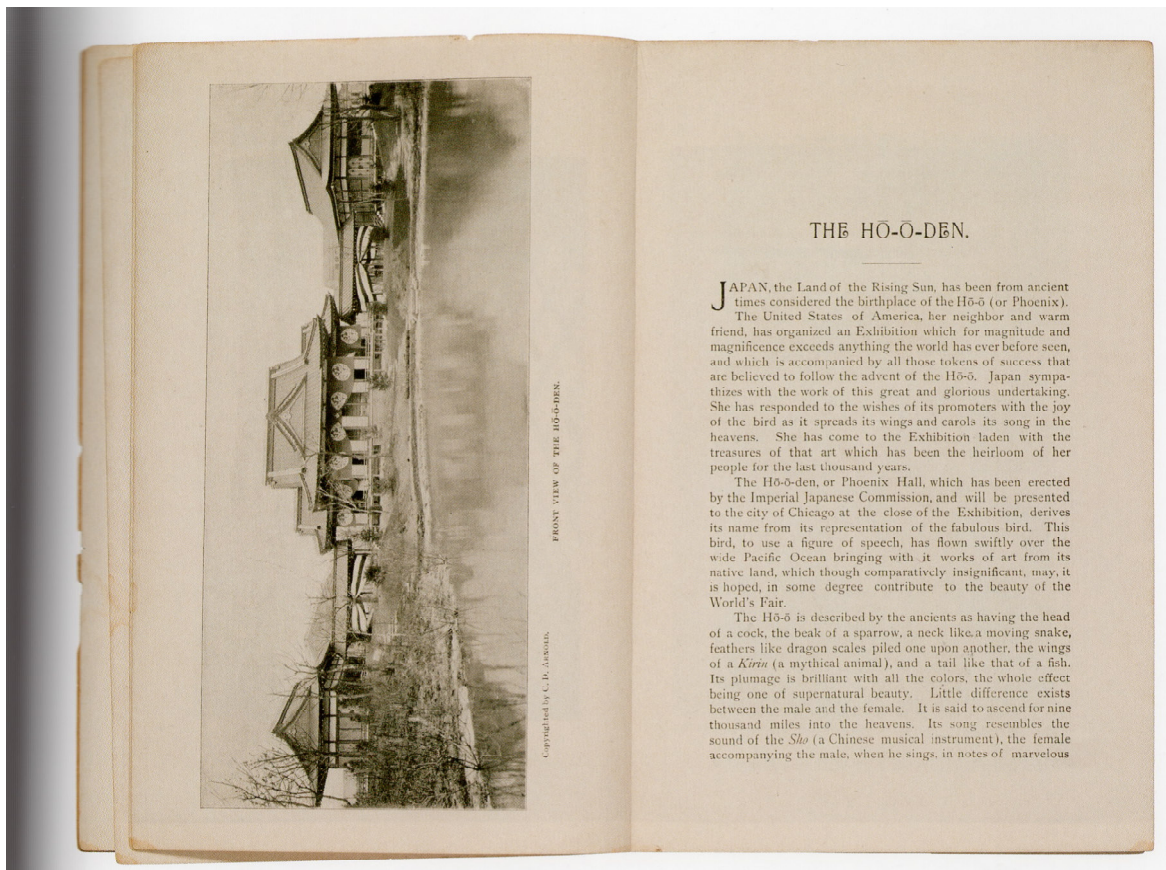 FRONT VIEW OF THE HŌ-Ō-DEN.
Copyrighted by C. D. ARNOLD.
THE HŌ-Ō-DEN.
JAPAN, the Land of the Rising Sun, has been from ancient
times considered the birthplace of the Hō-ō (or Phoenix).
The United States of America, her neighbor and warm
friend, has organized an Exhibition which for magnitude and
magnificence exceeds anything the world has ever before seen,
and which is accompanied by all those tokens of success that
are believed to follow the advent of the Hō-ō. Japan sympa-
thizes with the work of this great and glorious undertaking.
She has responded to the wishes of its promoters with the joy
of the bird as it spreads its wings and carols its song in the
heavens. She has come to the Exhibition laden with the
treasures of that art which has been the heirloom of her
people for the last thousand years.
The Hō-ō-den, or Phoenix Hall, which has been erected
by the Imperial Japanese Commission, and will be presented
to the city of Chicago at the close of the Exhibition, derives
its name from its representation of the fabulous bird. This
bird, to use a figure of speech, has flown swiftly over the
wide Pacific Ocean bringing with it works of art from its
native land, which though comparatively insignificant, may, it
is hoped, in some degree contribute to the beauty of the
World's Fair.
The Hō-ō is described by the ancients as having the head
of a cock, the beak of a sparrow, a neck like a moving snake,
feathers like dragon scales piled one upon another, the wings
of a Kirin (a mythical animal), and a tail like that of a fish.
Its plumage is brilliant with all the colors, the whole effect
being one of supernatural beauty. Little difference exists
between the male and the female. It is said to ascend for nine
thousand miles into the heavens. Its song resembles the
sound of the Sho (a Chinese musical instrument), the female
accompanying the male, when he sings, in notes of marvelous